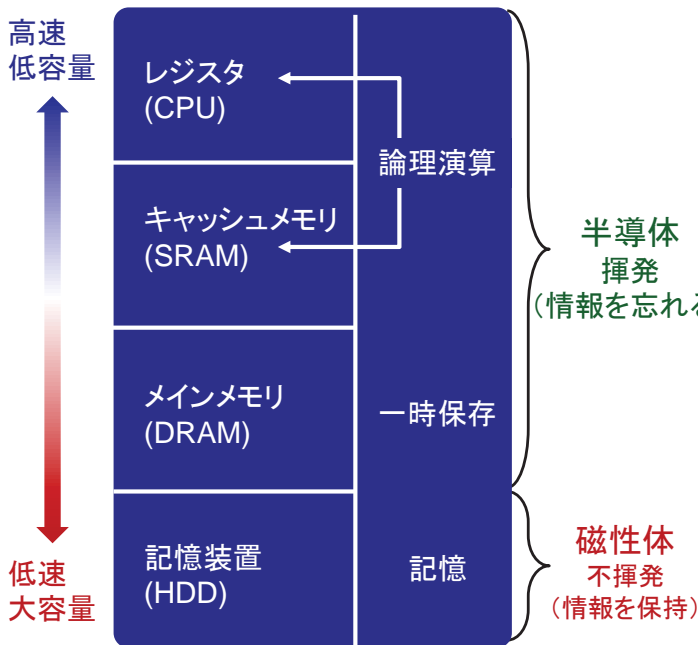 高速
低容量
レジスタ
(CPU)
論理演算
キャッシュメモリ
(SRAM)
半導体
揮発
(情報を忘れる
メインメモリ
(DRAM)
一時保存
記憶装置
(HDD)
記憶
磁性体
不揮発
(情報を保持)
低速
大容量